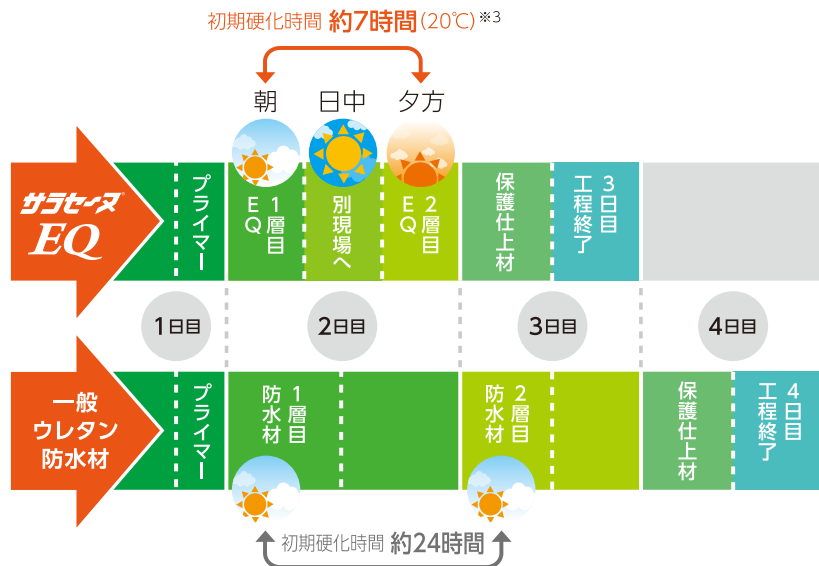 初期硬化時間 約7時間(20℃)※3
朝
日中
夕方
サラセーヌ®
EQ
プライマー
EQ
1層目
別現場へ
EQ
2層目
保護仕上材
3日目
工程終了
1日目
2日目
3日目
4日目
一般
ウレタン
防水材
プライマー
1層目
防水材
2層目
防水材
保護仕上材
4日目
工程終了
初期硬化時間 約24時間